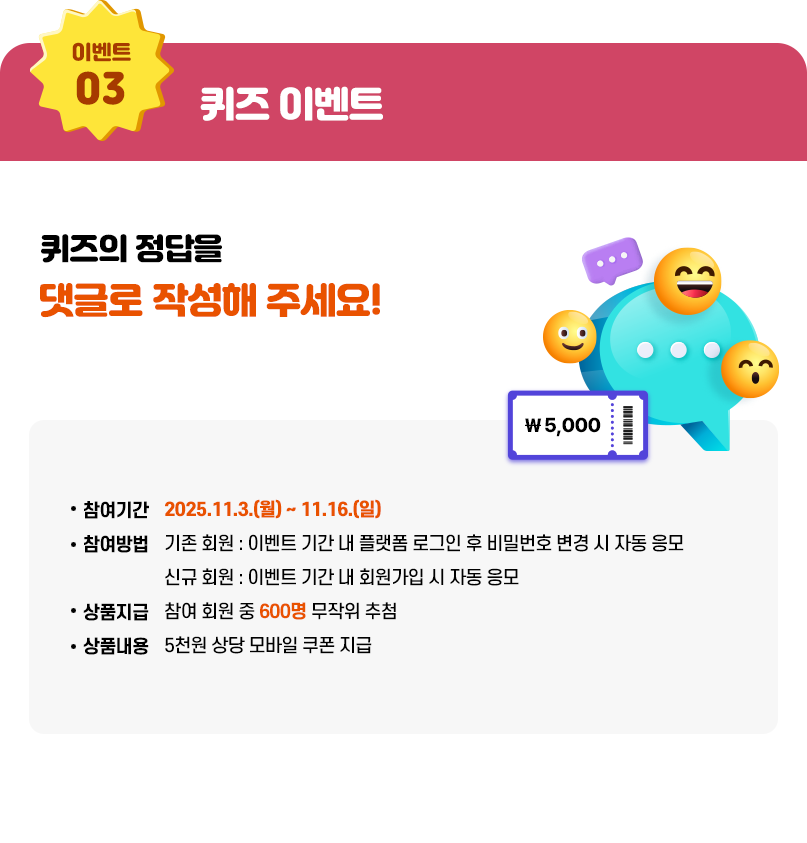 이벤트
03
퀴즈 이벤트
퀴즈의 정답을
댓글로 작성해 주세요!
₩5,000
• 참여기간 2025.11.3.(월) ~ 11.16.(일)
• 참여방법 기존 회원 : 이벤트 기간 내 플랫폼 로그인 후 비밀번호 변경 시 자동 응모
신규 회원 : 이벤트 기간 내 회원가입 시 자동 응모
• 상품지급 참여 회원 중 600명 무작위 추첨
• 상품내용 5천원 상당 모바일 쿠폰 지급